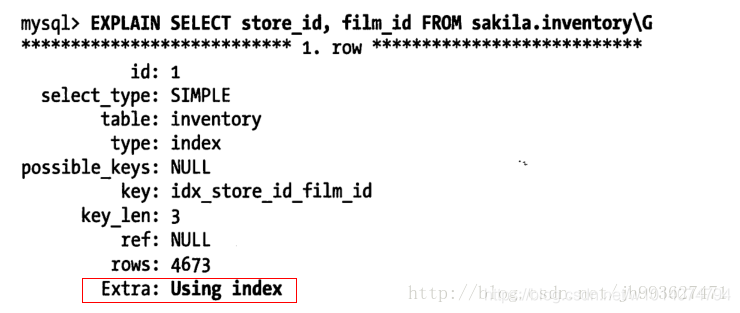 mysql> EXPLAIN SELECT store_id, film_id FROM sakila.inventory\G
*************************** 1. row ***************************
id: 1
select_type: SIMPLE
table: inventory
type: index
possible_keys: NULL
key: idx_store_id_film_id
key_len: 3
ref: NULL
rows: 4673
Extra: Using index
http://blog.csdn.net/jb993627471